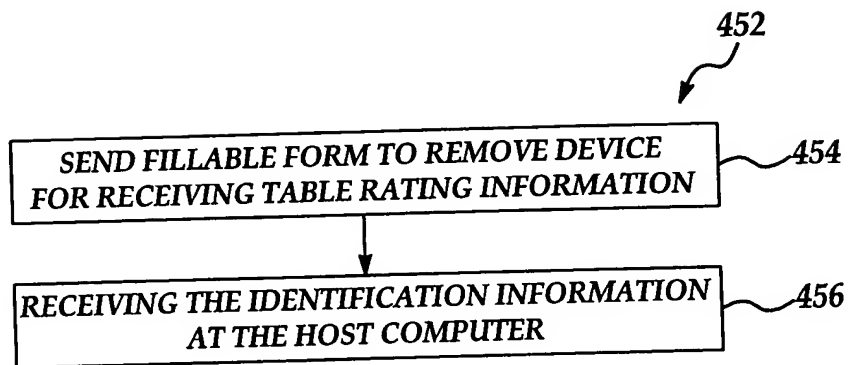 452
SEND FILLABLE FORM TO REMOVE DEVICE
FOR RECEIVING TABLE RATING INFORMATION
454
RECEIVING THE IDENTIFICATION INFORMATION
AT THE HOST COMPUTER
456